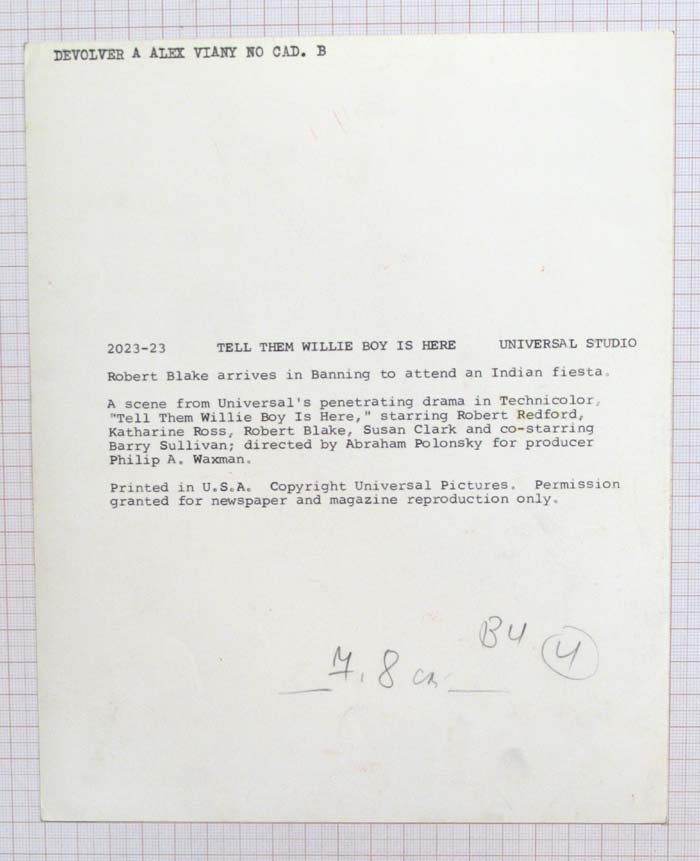 DEVOLVER A ALEX VIANY NO CAD. B
2023-23 TELL THEM WILLIE BOY IS HERE UNIVERSAL STUDIO
Robert Blake arrives in Banning to attend an Indian fiesta.
A scene from Universal's penetrating drama in Technicolor,
"Tell Them Willie Boy Is Here," starring Robert Redford,
Katharine Ross, Robert Blake, Susan Clark and co-starring
Barry Sullivan; directed by Abraham Polonsky for producer
Philip A. Waxman.
Printed in U.S.A. Copyright Universal Pictures. Permission
granted for newspaper and magazine reproduction only.
B4 4
7,8 cm